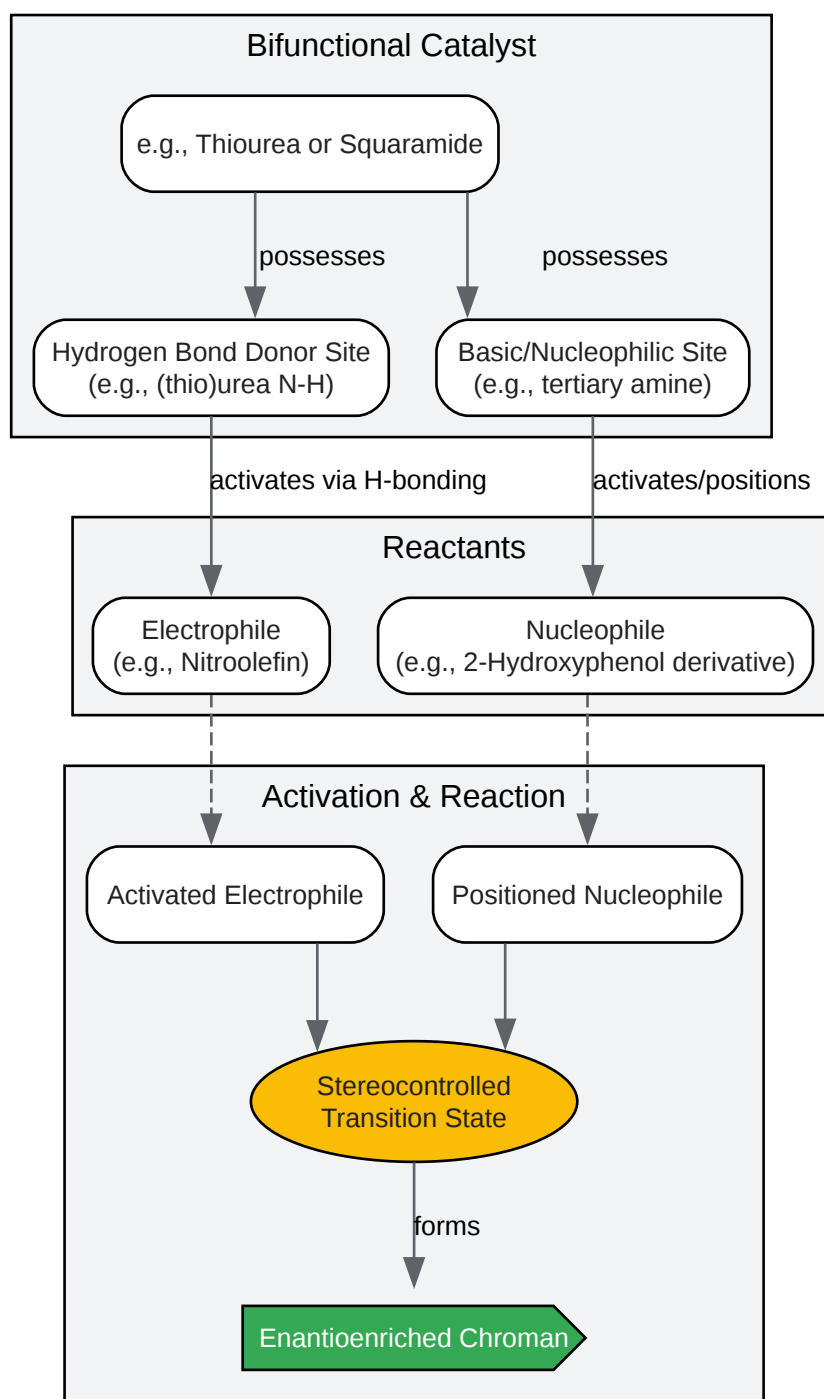 Bifunctional Catalyst
e.g., Thiourea or Squaramide
possesses
possesses
Hydrogen Bond Donor Site
(e.g., (thio)urea N-H)
Basic/Nucleophilic Site
(e.g., tertiary amine)
activates via H-bonding
activates/positions
Reactants
Electrophile
(e.g., Nitroolefin)
Nucleophile
(e.g., 2-Hydroxyphenol derivative)
Activation & Reaction
Activated Electrophile
Positioned Nucleophile
Stereocontrolled
Transition State
forms
Enantioenriched Chroman